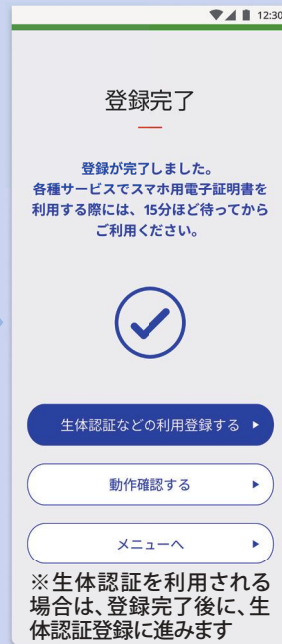 12:30
登録完了
登録が完了しました。
各種サービスでスマホ用電子証明書を
利用する際には、15分ほど待ってから
ご利用ください。
生体認証などの利用登録する
動作確認する
メニューへ
※生体認証を利用される
場合は、登録完了後に、生
体認証登録に進みます